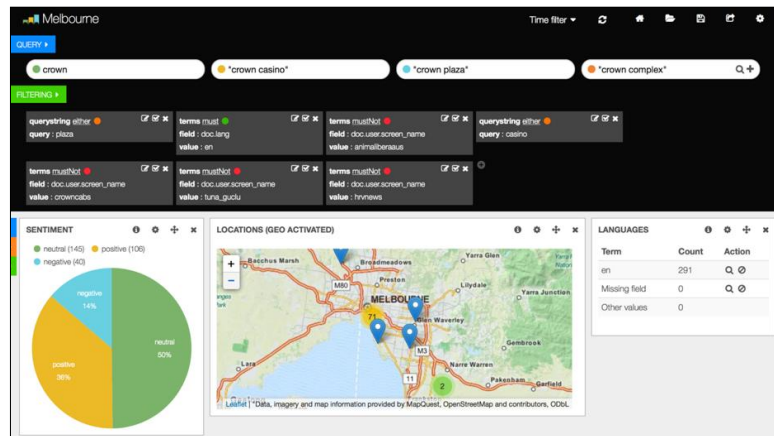 Melbourne
Time filter
QUERY
crown
"crown casino"
"crown plaza"
"crown complex"
FILTERING
querystring either
query : plaza
terms must
field : doc.lang
value : en
terms mustNot
field : doc.user.screen_name
value : animaliberaaus
querystring either
query : casino
terms mustNot
field : doc.user.screen_name
value : crowncabs
terms mustNot
field : doc.user.screen_name
value : tuna_guclu
terms mustNot
field : doc.user.screen_name
value : hrvnews
SENTIMENT
neutral (145) positive (106)
negative (40)
negative
14%
neutral
50%
positive
36%
LOCATIONS (GEO ACTIVATED)
+
−
Bacchus Marsh
Broadmeadows
Yarra Glen
M80
Preston
Lilydale
Yarra Junction
MELBOURNE
71
Glen Waverley
M3
Gembrook
Lara
Narre Warren
11
2
Pakenham
Garfield
Leaflet | "Data, imagery and map information provided by MapQuest, OpenStreetMap and contributors, ODbL
LANGUAGES
Term Count Action
en 291
Missing field 0
Other values 0